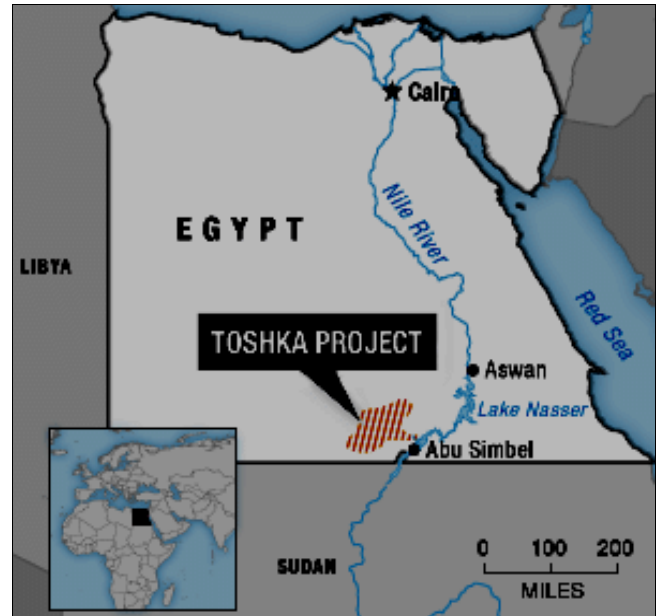 Cairo
Nile River
EGYPT
LIBYA
Red Sea
TOSHKA PROJECT
Aswan
Lake Nasser
Abu Simbel
SUDAN
0 100 200
MILES